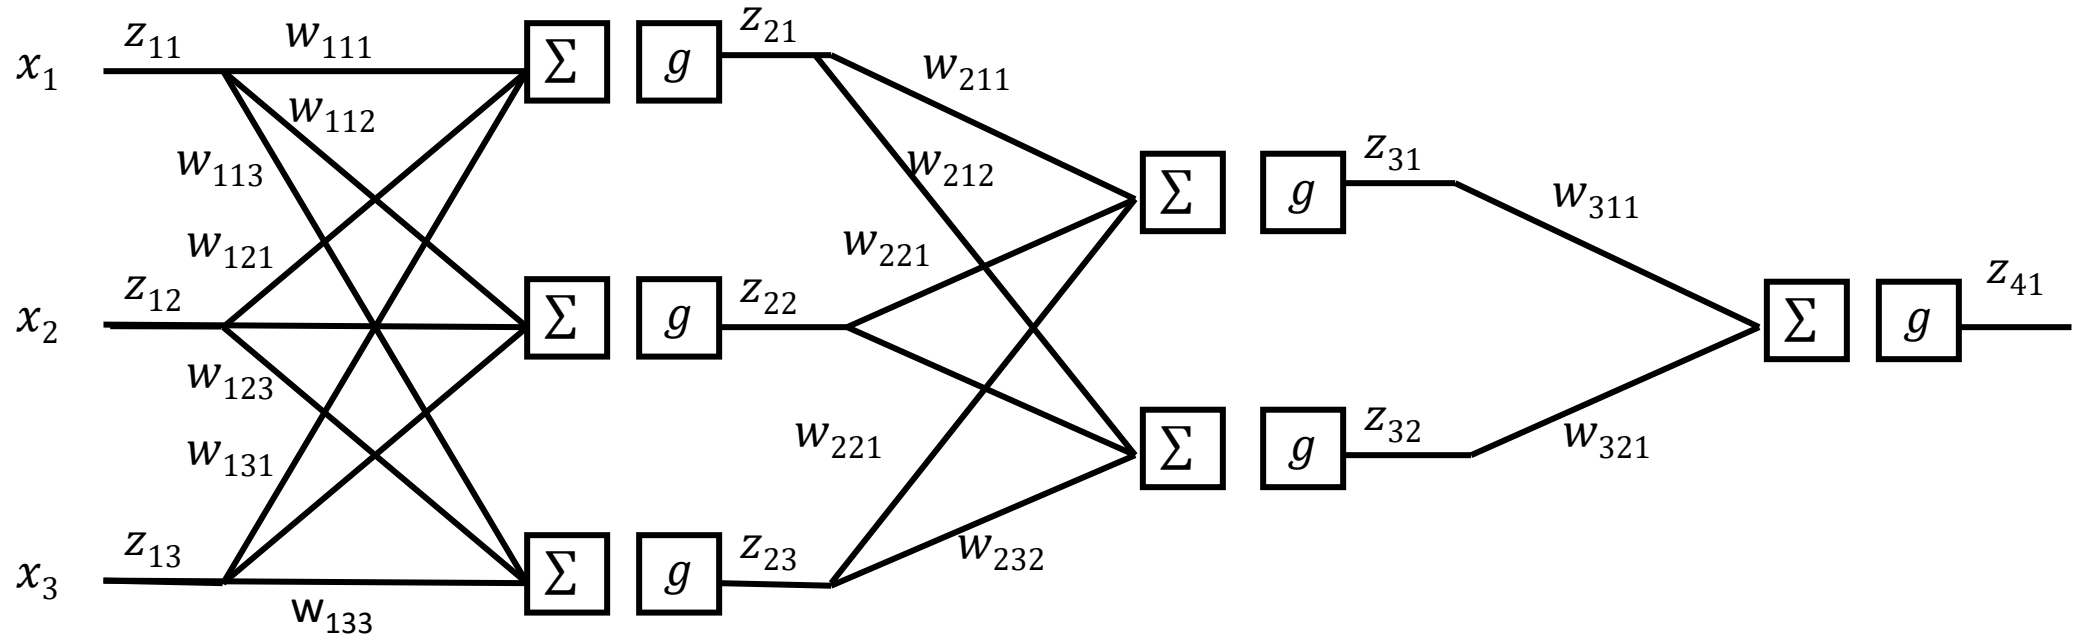 x₁ z₁₁ w₁₁₁ Σ g z₂₁
w₁₁₂
w₁₁₃
w₂₁₁
w₂₁₂
Σ g z₃₁
w₃₁₁
w₁₂₁
w₂₂₁
x₂ z₁₂ Σ g z₂₂
Σ g z₄₁
w₁₂₃
w₁₃₁
w₂₂₁
Σ g z₃₂
w₃₂₁
x₃ z₁₃ Σ g z₂₃
w₂₃₂
w₁₃₃